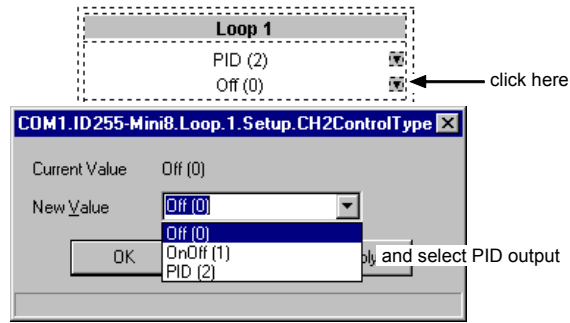 Loop 1
PID (2)
Off (0)
click here
COM1.ID255-Mini8.Loop.1.Setup.CH2ControlType
Current Value Off (0)
New Value Off (0)
Off (0)
OnOff (1)
PID (2)
OK
and select PID output